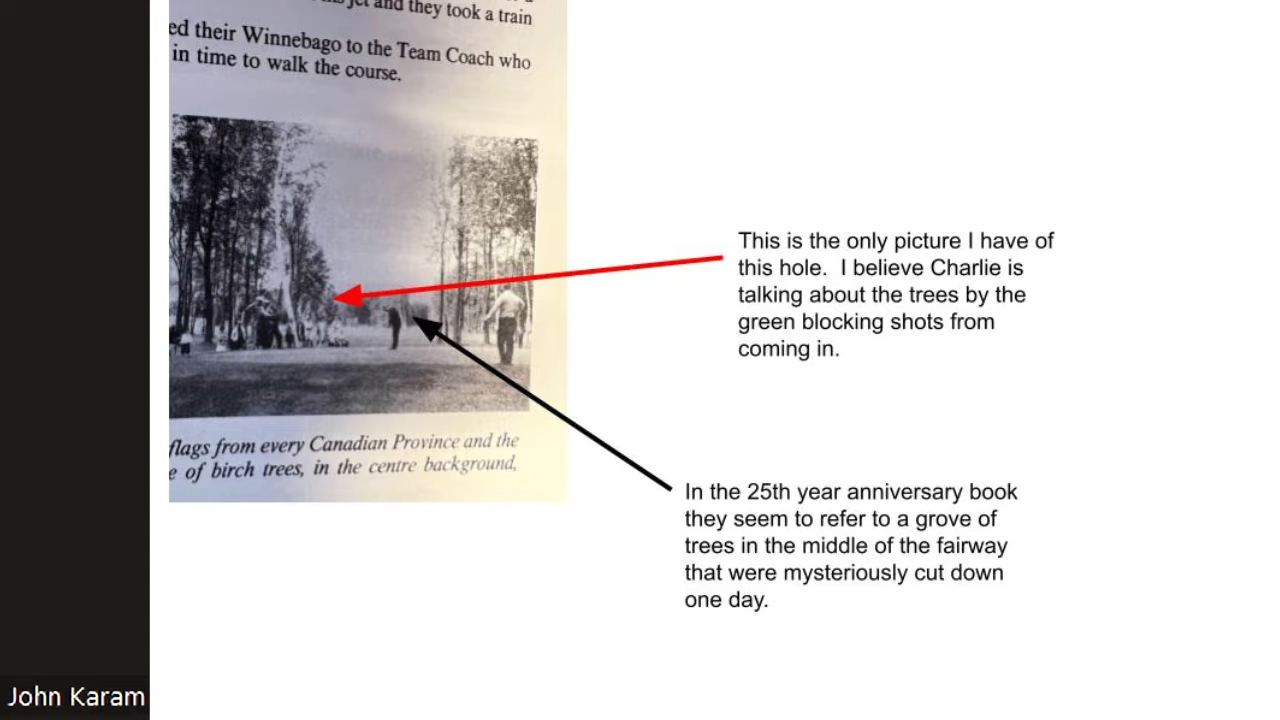 jet and they took a train
ed their Winnebago to the Team Coach who
in time to walk the course.
This is the only picture I have of
this hole.  I believe Charlie is
talking about the trees by the
green blocking shots from
coming in.
flags from every Canadian Province and the
e of birch trees, in the centre background,
In the 25th year anniversary book
they seem to refer to a grove of
trees in the middle of the fairway
that were mysteriously cut down
one day.
John Karam